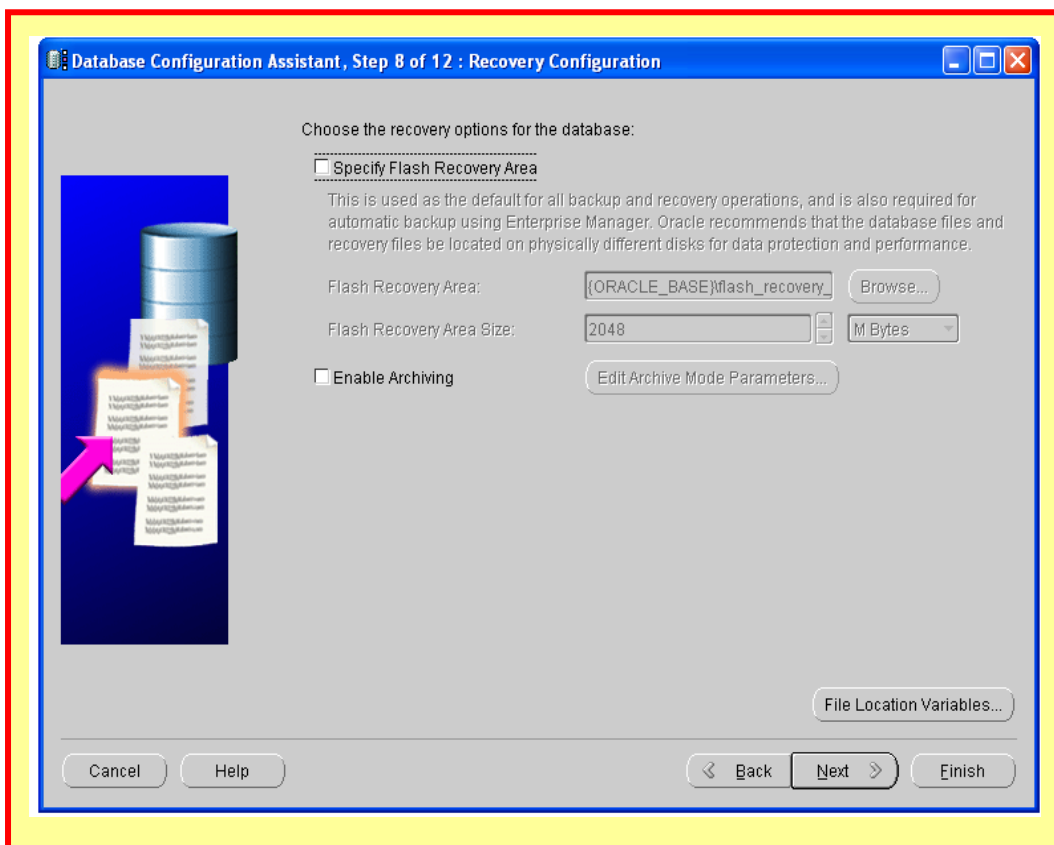 Database Configuration Assistant, Step 8 of 12 : Recovery Configuration
Choose the recovery options for the database:
Specify Flash Recovery Area
This is used as the default for all backup and recovery operations, and is also required for
automatic backup using Enterprise Manager. Oracle recommends that the database files and
recovery files be located on physically different disks for data protection and performance.
Flash Recovery Area: {ORACLE_BASE}\flash_recovery_ Browse...
Flash Recovery Area Size: 2048 M Bytes
Enable Archiving Edit Archive Mode Parameters...
File Location Variables...
Cancel Help Back Next Finish